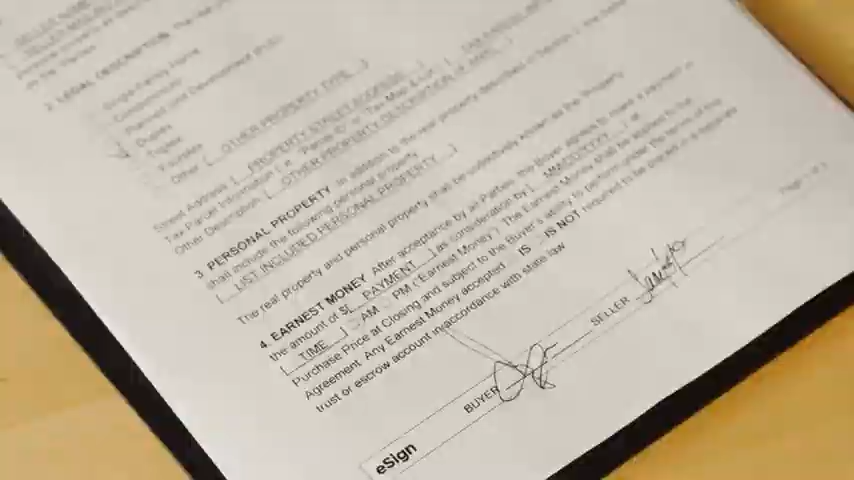 2. LEGAL DESCRIPTION. The real
Single-Family Home
Condominium
Planned Unit Development (PUD)
Duplex
Triplex
Fourplex
Other [ OTHER PROPERTY TYPE ]
Street Address [ PROPERTY STREET ADDRESS ]
Tax Parcel Information (i.e., "Parcel ID" or "Tax Map & Lot")
Other Description [ OTHER PROPERTY DESCRIPTION
3. PERSONAL PROPERTY. In addition to the real property described in Section 2, the
shall include the following personal property
[ LIST INCLUDED PERSONAL PROPERTY ]
The real property and personal property shall be collectively known as the "Property
4. EARNEST MONEY. After acceptance by all Parties, the Buyer agrees to make a payment in
the amount of $[ PAYMENT ] as consideration by [ MM/DD/YYYY ] at
[ TIME ] AM PM ("Earnest Money"). The Earnest Money shall be applied to the
Purchase Price at Closing and subject to the Buyer's ability to perform under the terms of this
Agreement. Any Earnest Money accepted IS IS NOT required to be placed in a separate
trust or escrow account in accordance with state law
eSign BUYER SELLER
Page 1 of